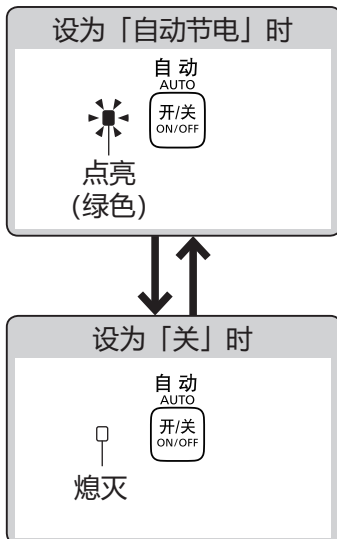 设为「自动节电」时
自动
AUTO
开/关
ON/OFF
点亮
(绿色)
设为「关」时
自动
AUTO
开/关
ON/OFF
熄灭